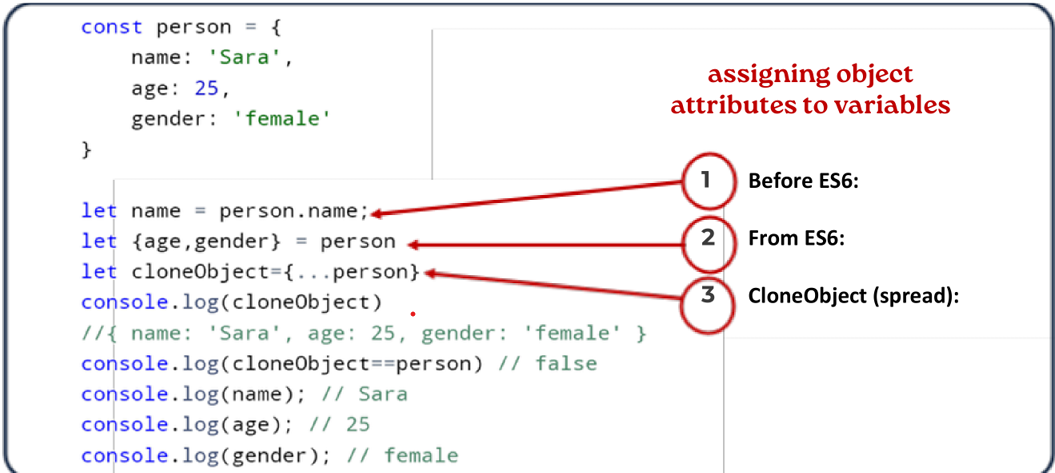 const person = {
    name: 'Sara',
    age: 25,
    gender: 'female'
}
let name = person.name;
let {age,gender} = person
let cloneObject={...person}
console.log(cloneObject)
//{ name: 'Sara', age: 25, gender: 'female' }
console.log(cloneObject==person) // false
console.log(name); // Sara
console.log(age); // 25
console.log(gender); // female
assigning object
attributes to variables
1 Before ES6:
2 From ES6:
3 CloneObject (spread):